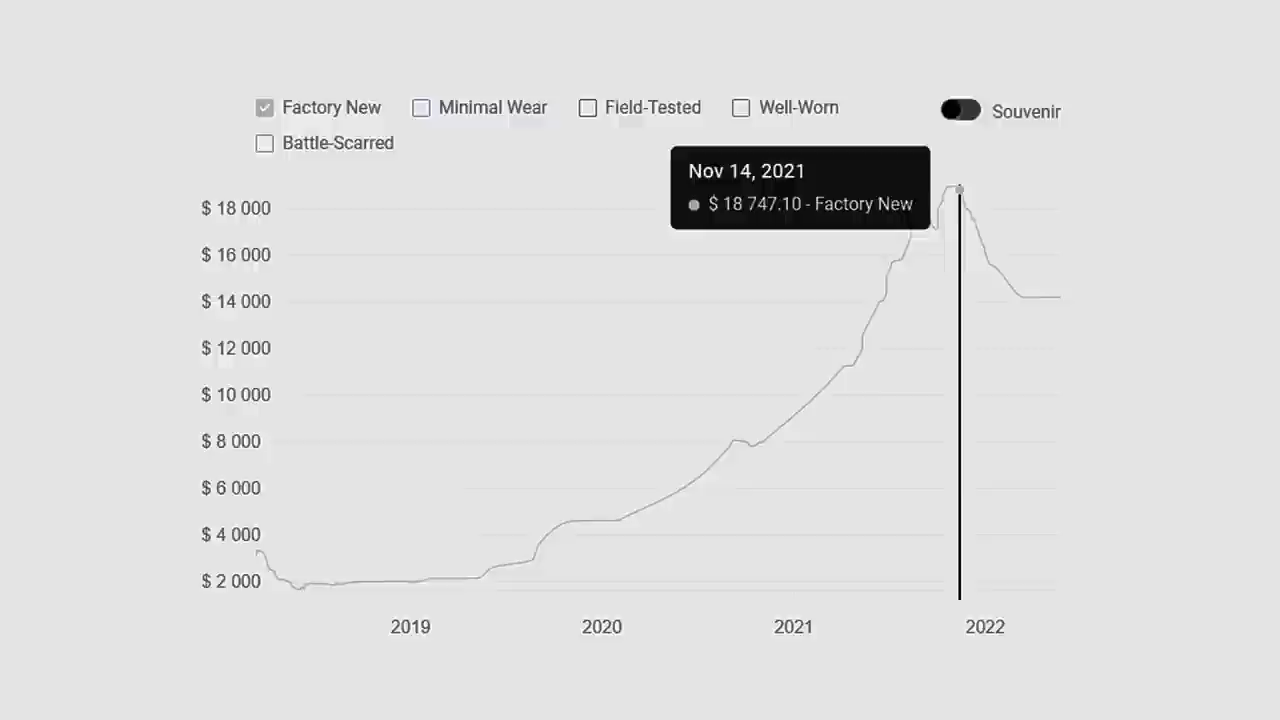 Factory New
Minimal Wear
Field-Tested
Well-Worn
Souvenir
Battle-Scarred
Nov 14, 2021
$ 18 747.10 - Factory New
$ 18 000
$ 16 000
$ 14 000
$ 12 000
$ 10 000
$ 8 000
$ 6 000
$ 4 000
$ 2 000
2019
2020
2021
2022